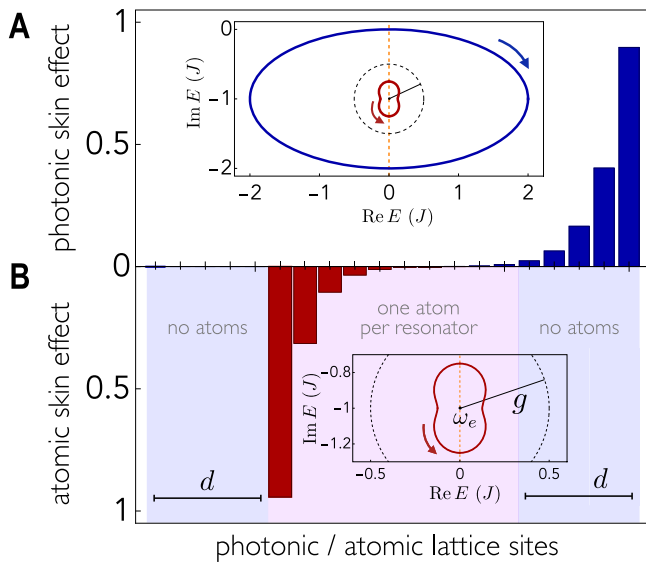 A
photonic skin effect
1
0.5
0
Im E (J)
0
−1
−2
−2
−1
0
1
2
Re E (J)
B
atomic skin effect
0.5
1
no atoms
one atom
per resonator
no atoms
Im E (J)
−0.8
−1
−1.2
g
ω_e
−0.5
0
0.5
Re E (J)
d
d
photonic / atomic lattice sites